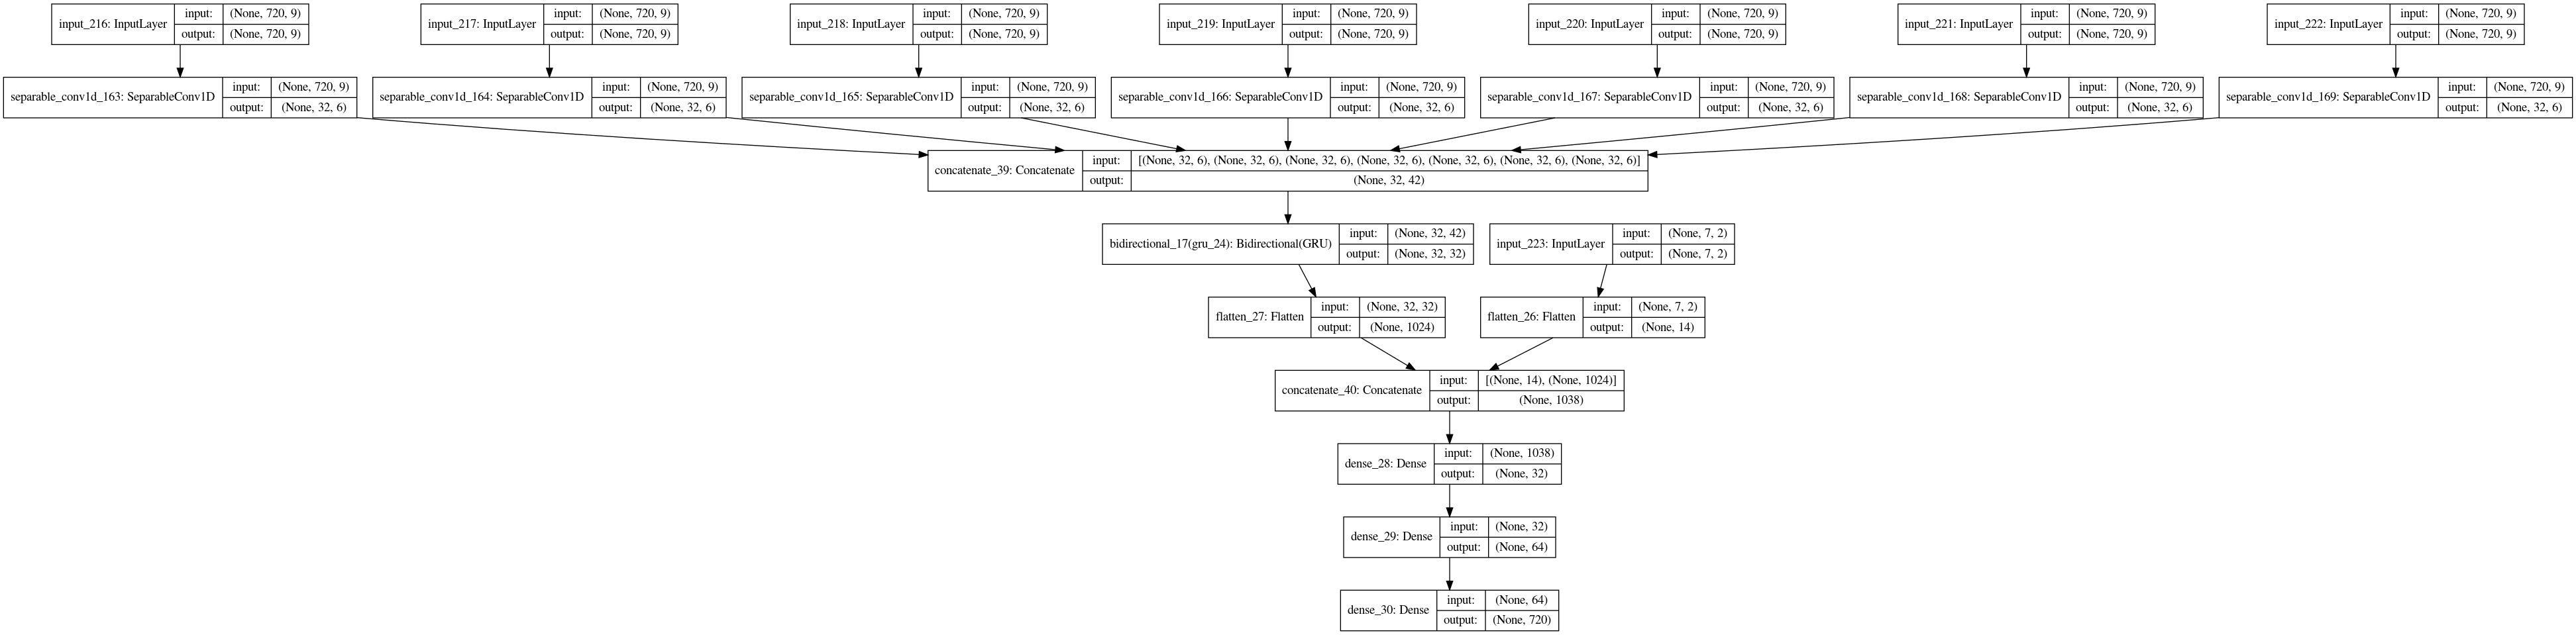 input_216: InputLayer input: (None, 720, 9) output: (None, 720, 9)
input_217: InputLayer input: (None, 720, 9) output: (None, 720, 9)
input_218: InputLayer input: (None, 720, 9) output: (None, 720, 9)
input_219: InputLayer input: (None, 720, 9) output: (None, 720, 9)
input_220: InputLayer input: (None, 720, 9) output: (None, 720, 9)
input_221: InputLayer input: (None, 720, 9) output: (None, 720, 9)
input_222: InputLayer input: (None, 720, 9) output: (None, 720, 9)
separable_conv1d_163: SeparableConv1D input: (None, 720, 9) output: (None, 32, 6)
separable_conv1d_164: SeparableConv1D input: (None, 720, 9) output: (None, 32, 6)
separable_conv1d_165: SeparableConv1D input: (None, 720, 9) output: (None, 32, 6)
separable_conv1d_166: SeparableConv1D input: (None, 720, 9) output: (None, 32, 6)
separable_conv1d_167: SeparableConv1D input: (None, 720, 9) output: (None, 32, 6)
separable_conv1d_168: SeparableConv1D input: (None, 720, 9) output: (None, 32, 6)
separable_conv1d_169: SeparableConv1D input: (None, 720, 9) output: (None, 32, 6)
concatenate_39: Concatenate input: [(None, 32, 6), (None, 32, 6), (None, 32, 6), (None, 32, 6), (None, 32, 6), (None, 32, 6), (None, 32, 6)] output: (None, 32, 42)
bidirectional_17(gru_24): Bidirectional(GRU) input: (None, 32, 42) output: (None, 32, 32)
input_223: InputLayer input: (None, 7, 2) output: (None, 7, 2)
flatten_27: Flatten input: (None, 32, 32) output: (None, 1024)
flatten_26: Flatten input: (None, 7, 2) output: (None, 14)
concatenate_40: Concatenate input: [(None, 14), (None, 1024)] output: (None, 1038)
dense_28: Dense input: (None, 1038) output: (None, 32)
dense_29: Dense input: (None, 32) output: (None, 64)
dense_30: Dense input: (None, 64) output: (None, 720)